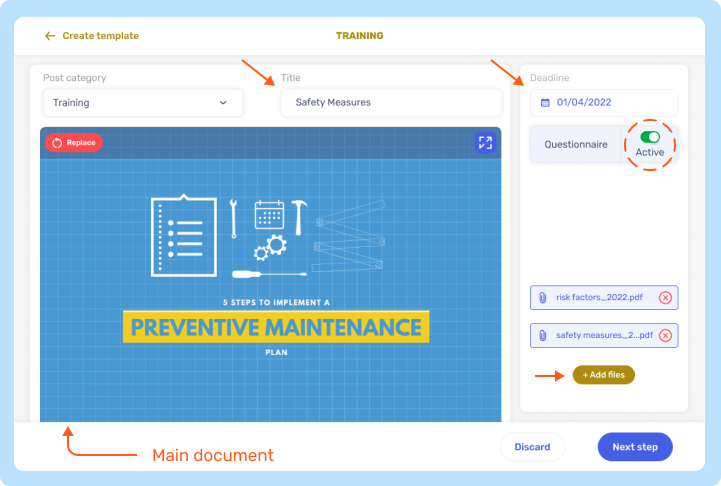 Create template
TRAINING
Post category
Title
Deadline
Training
Safety Measures
01/04/2022
Replace
Questionnaire
Active
5 STEPS TO IMPLEMENT A
PREVENTIVE MAINTENANCE
PLAN
risk factors_2022.pdf
safety measures_2...pdf
+ Add files
Main document
Discard
Next step